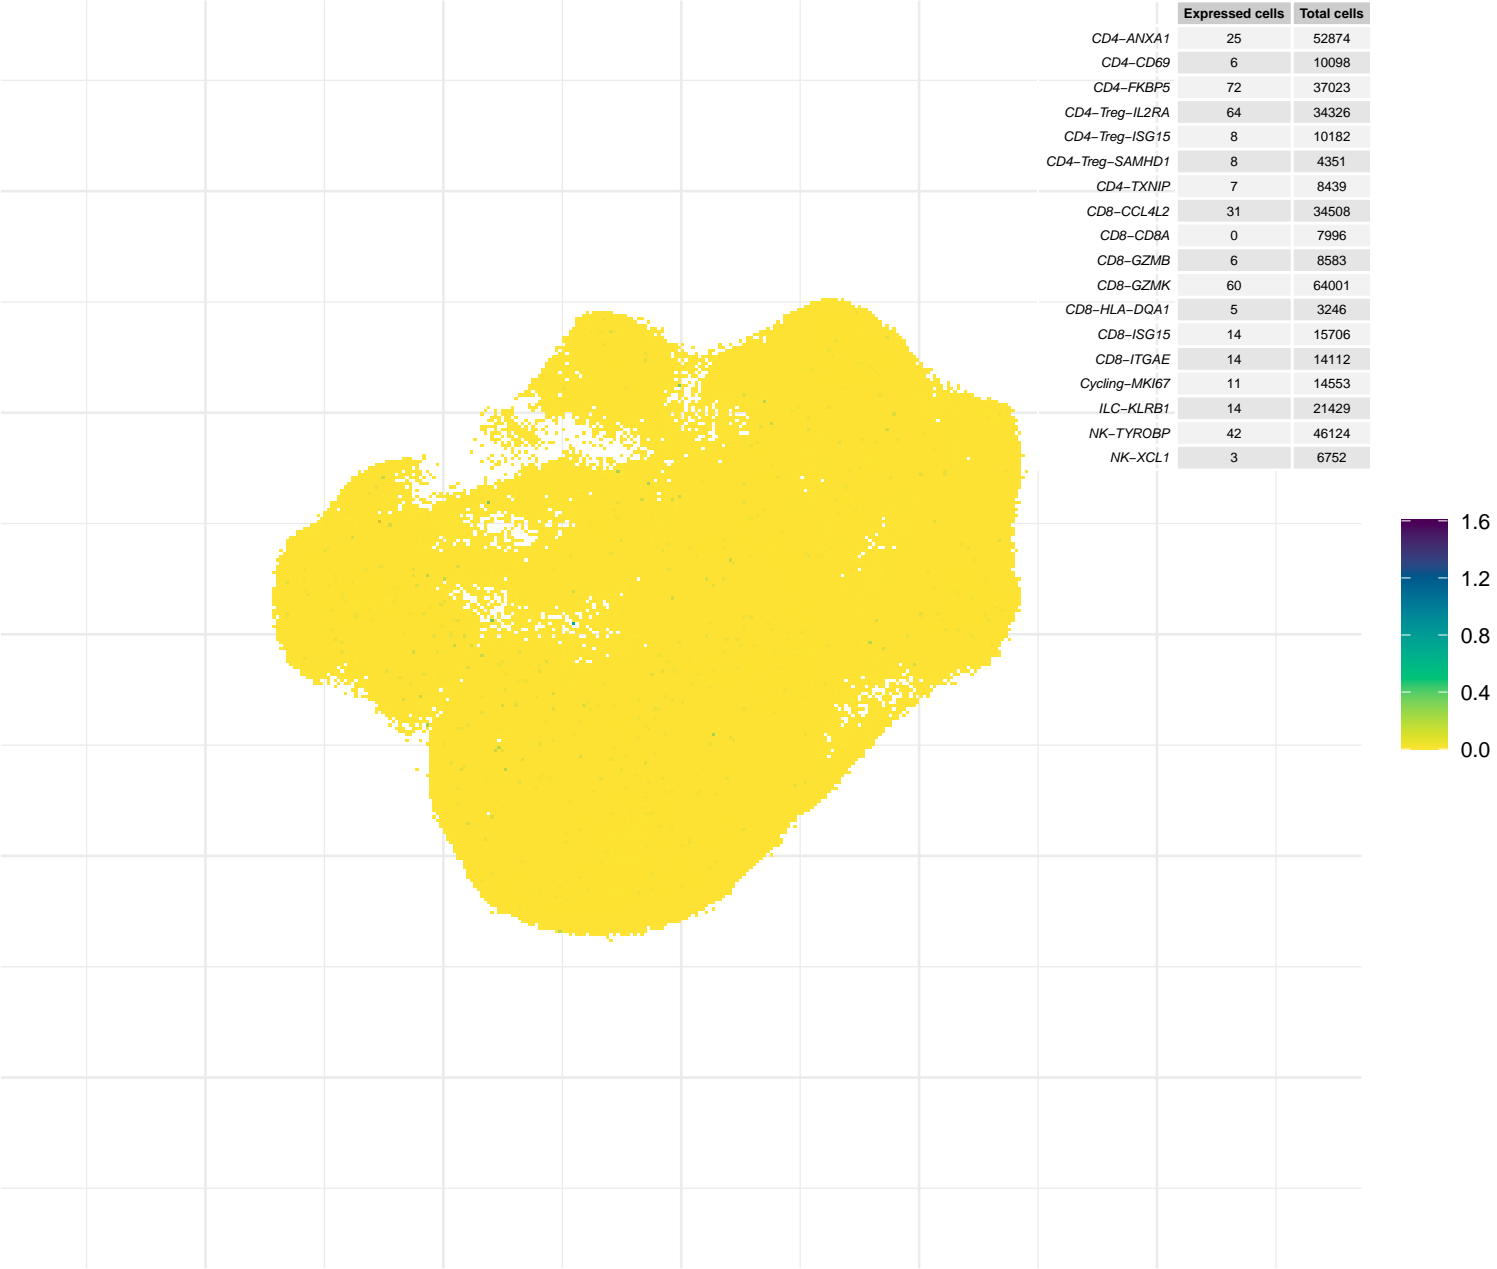 Expressed cells Total cells
CD4−ANXA1 25 52874
CD4−CD69 6 10098
CD4−FKBP5 72 37023
CD4−Treg−IL2RA 64 34326
CD4−Treg−ISG15 8 10182
CD4−Treg−SAMHD1 8 4351
CD4−TXNIP 7 8439
CD8−CCL4L2 31 34508
CD8−CD8A 0 7996
CD8−GZMB 6 8583
CD8−GZMK 60 64001
CD8−HLA−DQA1 5 3246
CD8−ISG15 14 15706
CD8−ITGAE 14 14112
Cycling−MKI67 11 14553
ILC−KLRB1 14 21429
NK−TYROBP 42 46124
NK−XCL1 3 6752
1.6
1.2
0.8
0.4
0.0